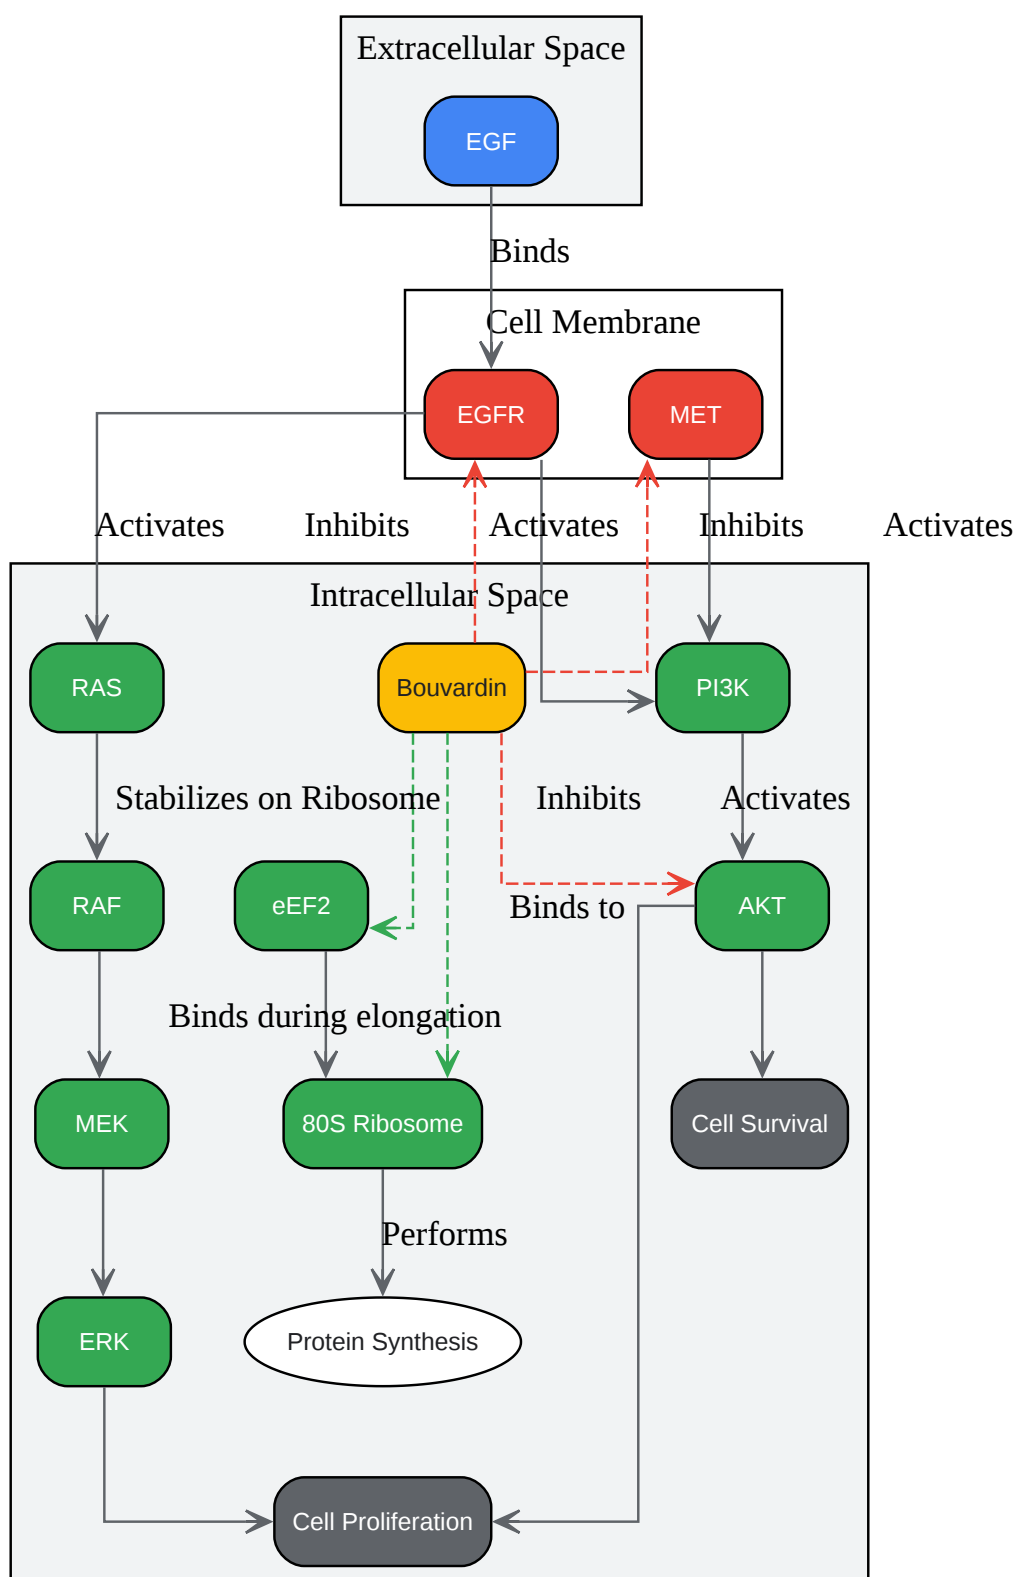 Extracellular Space
EGF
Binds
Cell Membrane
EGFR
MET
Activates
Inhibits
Activates
Inhibits
Activates
Intracellular Space
RAS
Bouvardin
PI3K
Stabilizes on Ribosome
Inhibits
Activates
RAF
eEF2
Binds to
AKT
Binds during elongation
MEK
80S Ribosome
Cell Survival
Performs
ERK
Protein Synthesis
Cell Proliferation